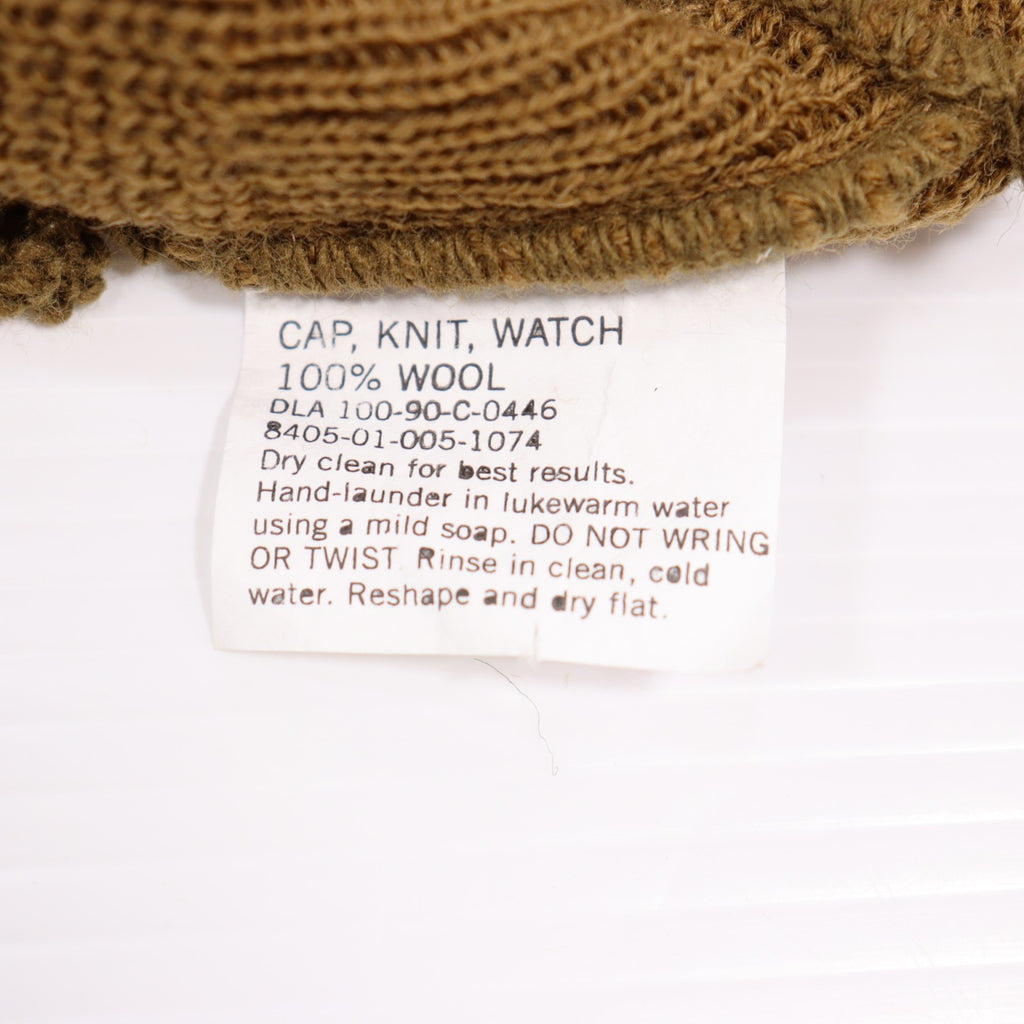 CAP, KNIT, WATCH
100% WOOL
DLA 100-90-C-0446
8405-01-005-1074
Dry clean for best results.
Hand-launder in lukewarm water
using a mild soap. DO NOT WRING
OR TWIST. Rinse in clean, cold
water. Reshape and dry flat.